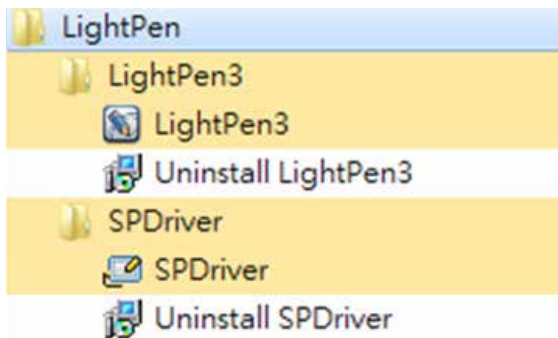 LightPen
LightPen3
LightPen3
Uninstall LightPen3
SPDriver
SPDriver
Uninstall SPDriver